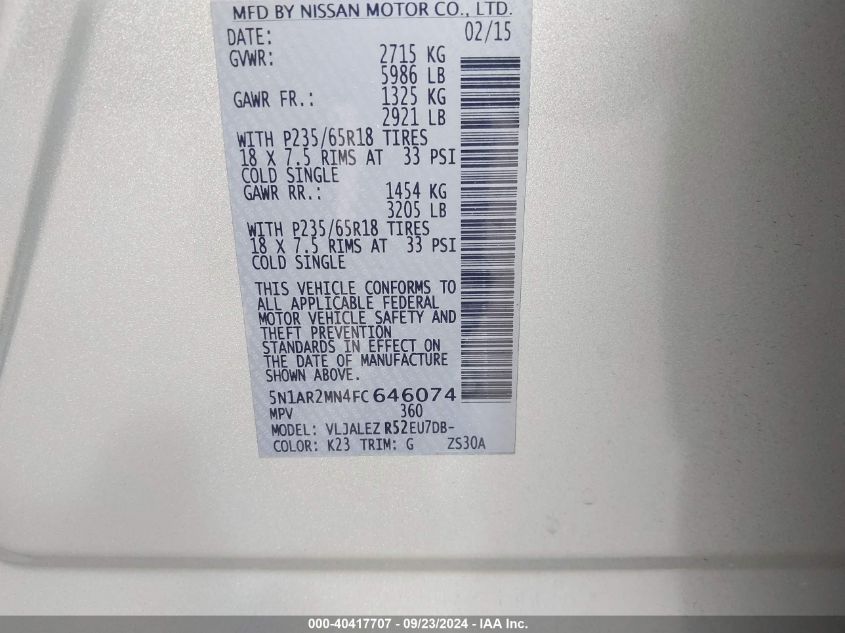 MFD BY NISSAN MOTOR CO., LTD.
DATE: 02/15
GVWR: 2715 KG
5986 LB
GAWR FR.: 1325 KG
2921 LB
WITH P235/65R18 TIRES
18 X 7.5 RIMS AT 33 PSI
COLD SINGLE
GAWR RR.: 1454 KG
3205 LB
WITH P235/65R18 TIRES
18 X 7.5 RIMS AT 33 PSI
COLD SINGLE
THIS VEHICLE CONFORMS TO
ALL APPLICABLE FEDERAL
MOTOR VEHICLE SAFETY AND
THEFT PREVENTION
STANDARDS IN EFFECT ON
THE DATE OF MANUFACTURE
SHOWN ABOVE.
5N1AR2MN4FC646074
MPV 360
MODEL: VLJALEZ R52EU7DB-
COLOR: K23 TRIM: G ZS30A
000-40417707 - 09/23/2024 - IAA Inc.